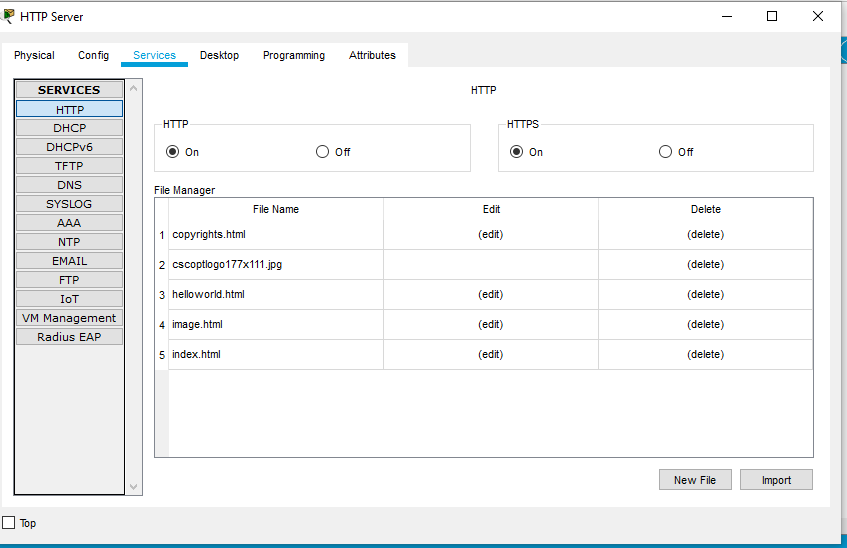 HTTP Server
Physical Config Services Desktop Programming Attributes
SERVICES
HTTP
DHCP
DHCPv6
TFTP
DNS
SYSLOG
AAA
NTP
EMAIL
FTP
IoT
VM Management
Radius EAP
HTTP
HTTP
On Off
HTTPS
On Off
File Manager
File Name Edit Delete
1 copyrights.html (edit) (delete)
2 cscoptlogo177x111.jpg (delete)
3 helloworld.html (edit) (delete)
4 image.html (edit) (delete)
5 index.html (edit) (delete)
New File Import
Top